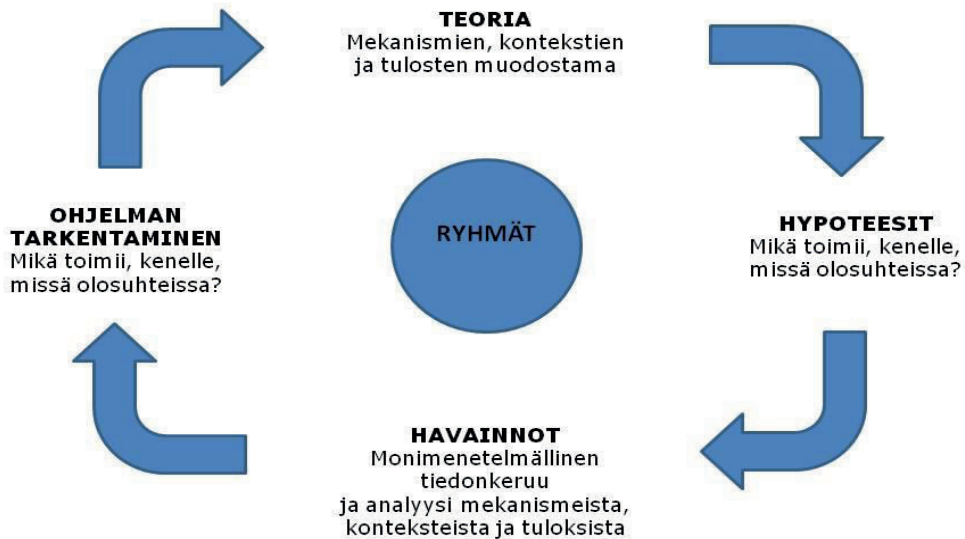 TEORIA
Mekanismien, kontekstien
ja tulosten muodostama
HYPOTEESIT
Mikä toimii, kenelle,
missä olosuhteissa?
HAVAINNOT
Monimenetelmällinen
tiedonkeruu
ja analyysi mekanismeista,
konteksteista ja tuloksista
OHJELMAN
TARKENTAMINEN
Mikä toimii, kenelle,
missä olosuhteissa?
RYHMÄT